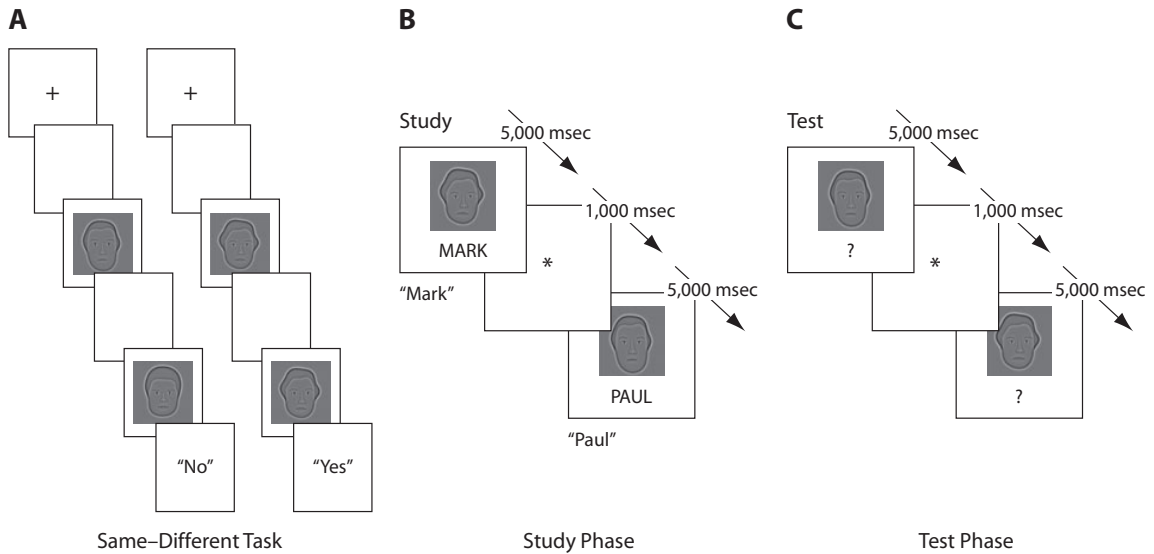 A
+
+
"No"
"Yes"
Same–Different Task
B
Study
5,000 msec
MARK
"Mark"
1,000 msec
*
5,000 msec
PAUL
"Paul"
Study Phase
C
Test
5,000 msec
?
1,000 msec
*
5,000 msec
?
Test Phase